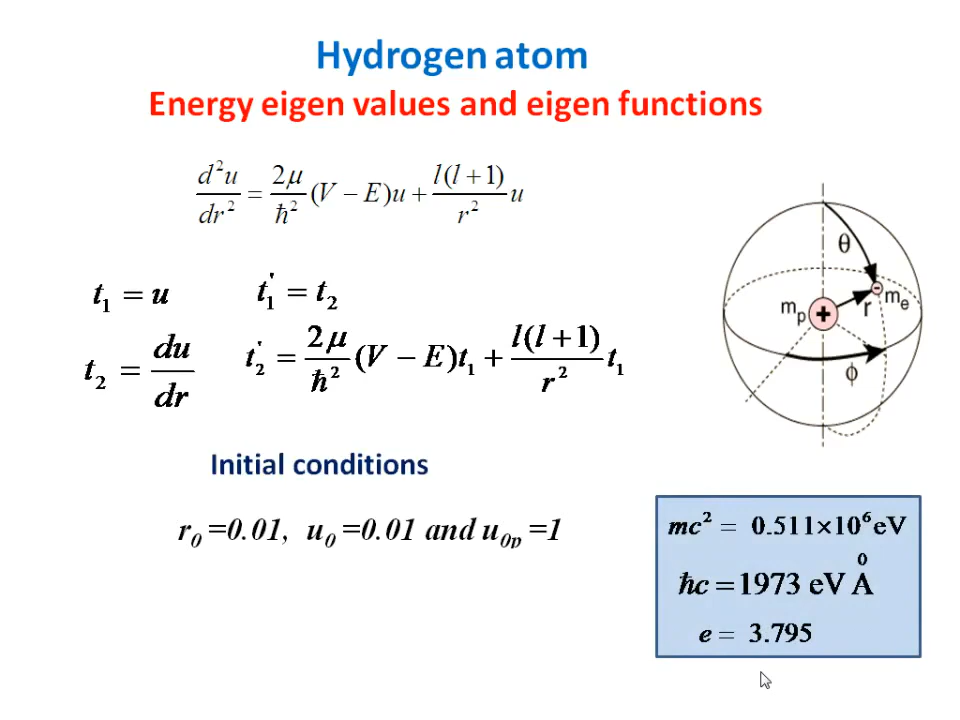 Hydrogen atom
Energy eigen values and eigen functions
d²u/dr² = 2μ/ħ² (V − E)u + l(l + 1)/r² u
t₁ = u
t₁' = t₂
t₂ = du/dr
t₂' = 2μ/ħ² (V − E)t₁ + l(l + 1)/r² t₁
θ
mₚ + r - mₑ
ϕ
Initial conditions
r₀ =0.01, u₀ =0.01 and u₀ₚ =1
mc² = 0.511×10⁶ eV
ħc = 1973 eV Å
e = 3.795